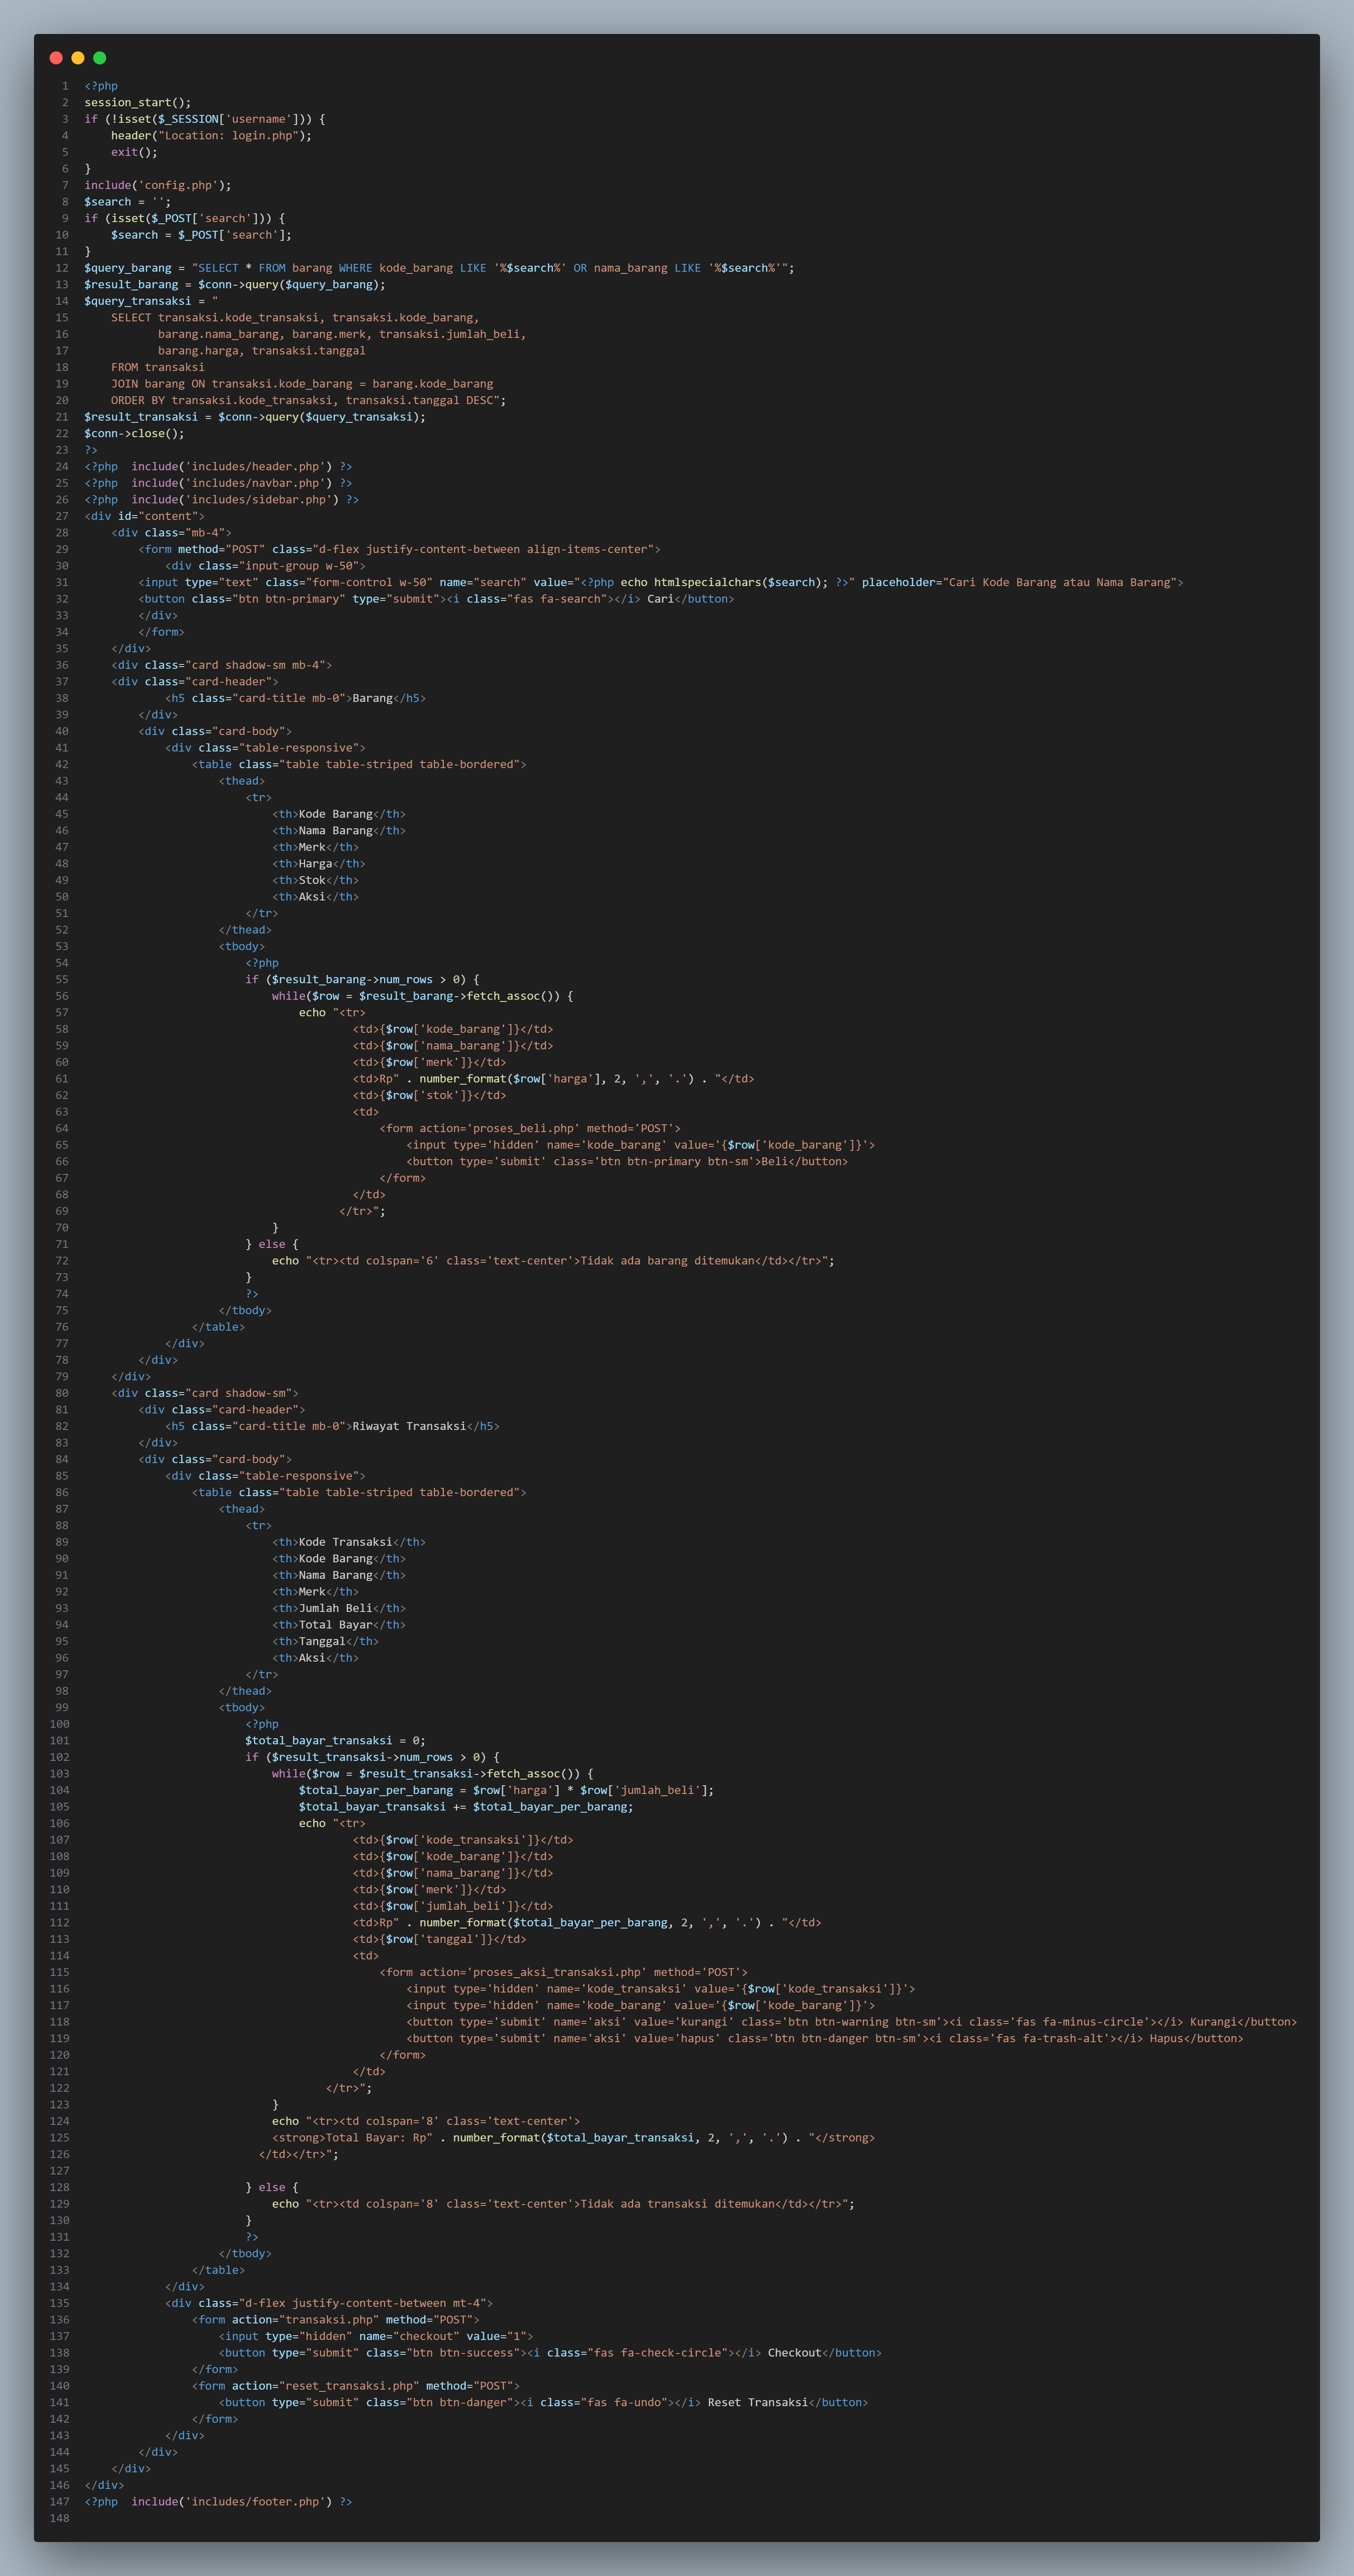 1 <?php
2 session_start();
3 if (!isset($_SESSION['username'])) {
4     header("Location: login.php");
5     exit();
6 }
7 include('config.php');
8 $search = '';
9 if (isset($_POST['search'])) {
10     $search = $_POST['search'];
11 }
12 $query_barang = "SELECT * FROM barang WHERE kode_barang LIKE '%$search%' OR nama_barang LIKE '%$search%'";
13 $result_barang = $conn->query($query_barang);
14 $query_transaksi = "
15     SELECT transaksi.kode_transaksi, transaksi.kode_barang,
16            barang.nama_barang, barang.merk, transaksi.jumlah_beli,
17            barang.harga, transaksi.tanggal
18     FROM transaksi
19     JOIN barang ON transaksi.kode_barang = barang.kode_barang
20     ORDER BY transaksi.kode_transaksi, transaksi.tanggal DESC";
21 $result_transaksi = $conn->query($query_transaksi);
22 $conn->close();
23 ?>
24 <?php  include('includes/header.php') ?>
25 <?php  include('includes/navbar.php') ?>
26 <?php  include('includes/sidebar.php') ?>
27 <div id="content">
28     <div class="mb-4">
29         <form method="POST" class="d-flex justify-content-between align-items-center">
30             <div class="input-group w-50">
31         <input type="text" class="form-control w-50" name="search" value="<?php echo htmlspecialchars($search); ?>" placeholder="Cari Kode Barang atau Nama Barang">
32         <button class="btn btn-primary" type="submit"><i class="fas fa-search"></i> Cari</button>
33         </div>
34         </form>
35     </div>
36     <div class="card shadow-sm mb-4">
37     <div class="card-header">
38             <h5 class="card-title mb-0">Barang</h5>
39         </div>
40         <div class="card-body">
41             <div class="table-responsive">
42                 <table class="table table-striped table-bordered">
43                     <thead>
44                         <tr>
45                             <th>Kode Barang</th>
46                             <th>Nama Barang</th>
47                             <th>Merk</th>
48                             <th>Harga</th>
49                             <th>Stok</th>
50                             <th>Aksi</th>
51                         </tr>
52                     </thead>
53                     <tbody>
54                         <?php
55                         if ($result_barang->num_rows > 0) {
56                             while($row = $result_barang->fetch_assoc()) {
57                                 echo "<tr>
58                                         <td>{$row['kode_barang']}</td>
59                                         <td>{$row['nama_barang']}</td>
60                                         <td>{$row['merk']}</td>
61                                         <td>Rp" . number_format($row['harga'], 2, ',', '.') . "</td>
62                                         <td>{$row['stok']}</td>
63                                         <td>
64                                             <form action='proses_beli.php' method='POST'>
65                                                 <input type='hidden' name='kode_barang' value='{$row['kode_barang']}'>
66                                                 <button type='submit' class='btn btn-primary btn-sm'>Beli</button>
67                                             </form>
68                                         </td>
69                                       </tr>";
70                             }
71                         } else {
72                             echo "<tr><td colspan='6' class='text-center'>Tidak ada barang ditemukan</td></tr>";
73                         }
74                         ?>
75                     </tbody>
76                 </table>
77             </div>
78         </div>
79     </div>
80     <div class="card shadow-sm">
81         <div class="card-header">
82             <h5 class="card-title mb-0">Riwayat Transaksi</h5>
83         </div>
84         <div class="card-body">
85             <div class="table-responsive">
86                 <table class="table table-striped table-bordered">
87                     <thead>
88                         <tr>
89                             <th>Kode Transaksi</th>
90                             <th>Kode Barang</th>
91                             <th>Nama Barang</th>
92                             <th>Merk</th>
93                             <th>Jumlah Beli</th>
94                             <th>Total Bayar</th>
95                             <th>Tanggal</th>
96                             <th>Aksi</th>
97                         </tr>
98                     </thead>
99                     <tbody>
100                         <?php
101                         $total_bayar_transaksi = 0;
102                         if ($result_transaksi->num_rows > 0) {
103                             while($row = $result_transaksi->fetch_assoc()) {
104                                 $total_bayar_per_barang = $row['harga'] * $row['jumlah_beli'];
105                                 $total_bayar_transaksi += $total_bayar_per_barang;
106                                 echo "<tr>
107                                         <td>{$row['kode_transaksi']}</td>
108                                         <td>{$row['kode_barang']}</td>
109                                         <td>{$row['nama_barang']}</td>
110                                         <td>{$row['merk']}</td>
111                                         <td>{$row['jumlah_beli']}</td>
112                                         <td>Rp" . number_format($total_bayar_per_barang, 2, ',', '.') . "</td>
113                                         <td>{$row['tanggal']}</td>
114                                         <td>
115                                             <form action='proses_aksi_transaksi.php' method='POST'>
116                                                 <input type='hidden' name='kode_transaksi' value='{$row['kode_transaksi']}'>
117                                                 <input type='hidden' name='kode_barang' value='{$row['kode_barang']}'>
118                                                 <button type='submit' name='aksi' value='kurangi' class='btn btn-warning btn-sm'><i class='fas fa-minus-circle'></i> Kurangi</button>
119                                                 <button type='submit' name='aksi' value='hapus' class='btn btn-danger btn-sm'><i class='fas fa-trash-alt'></i> Hapus</button>
120                                             </form>
121                                         </td>
122                                     </tr>";
123                             }
124                             echo "<tr><td colspan='8' class='text-center'>
125                             <strong>Total Bayar: Rp" . number_format($total_bayar_transaksi, 2, ',', '.') . "</strong>
126                           </td></tr>";
127
128                         } else {
129                             echo "<tr><td colspan='8' class='text-center'>Tidak ada transaksi ditemukan</td></tr>";
130                         }
131                         ?>
132                     </tbody>
133                 </table>
134             </div>
135             <div class="d-flex justify-content-between mt-4">
136                 <form action="transaksi.php" method="POST">
137                     <input type="hidden" name="checkout" value="1">
138                     <button type="submit" class="btn btn-success"><i class="fas fa-check-circle"></i> Checkout</button>
139                 </form>
140                 <form action="reset_transaksi.php" method="POST">
141                     <button type="submit" class="btn btn-danger"><i class="fas fa-undo"></i> Reset Transaksi</button>
142                 </form>
143             </div>
144         </div>
145     </div>
146 </div>
147 <?php  include('includes/footer.php') ?>
148